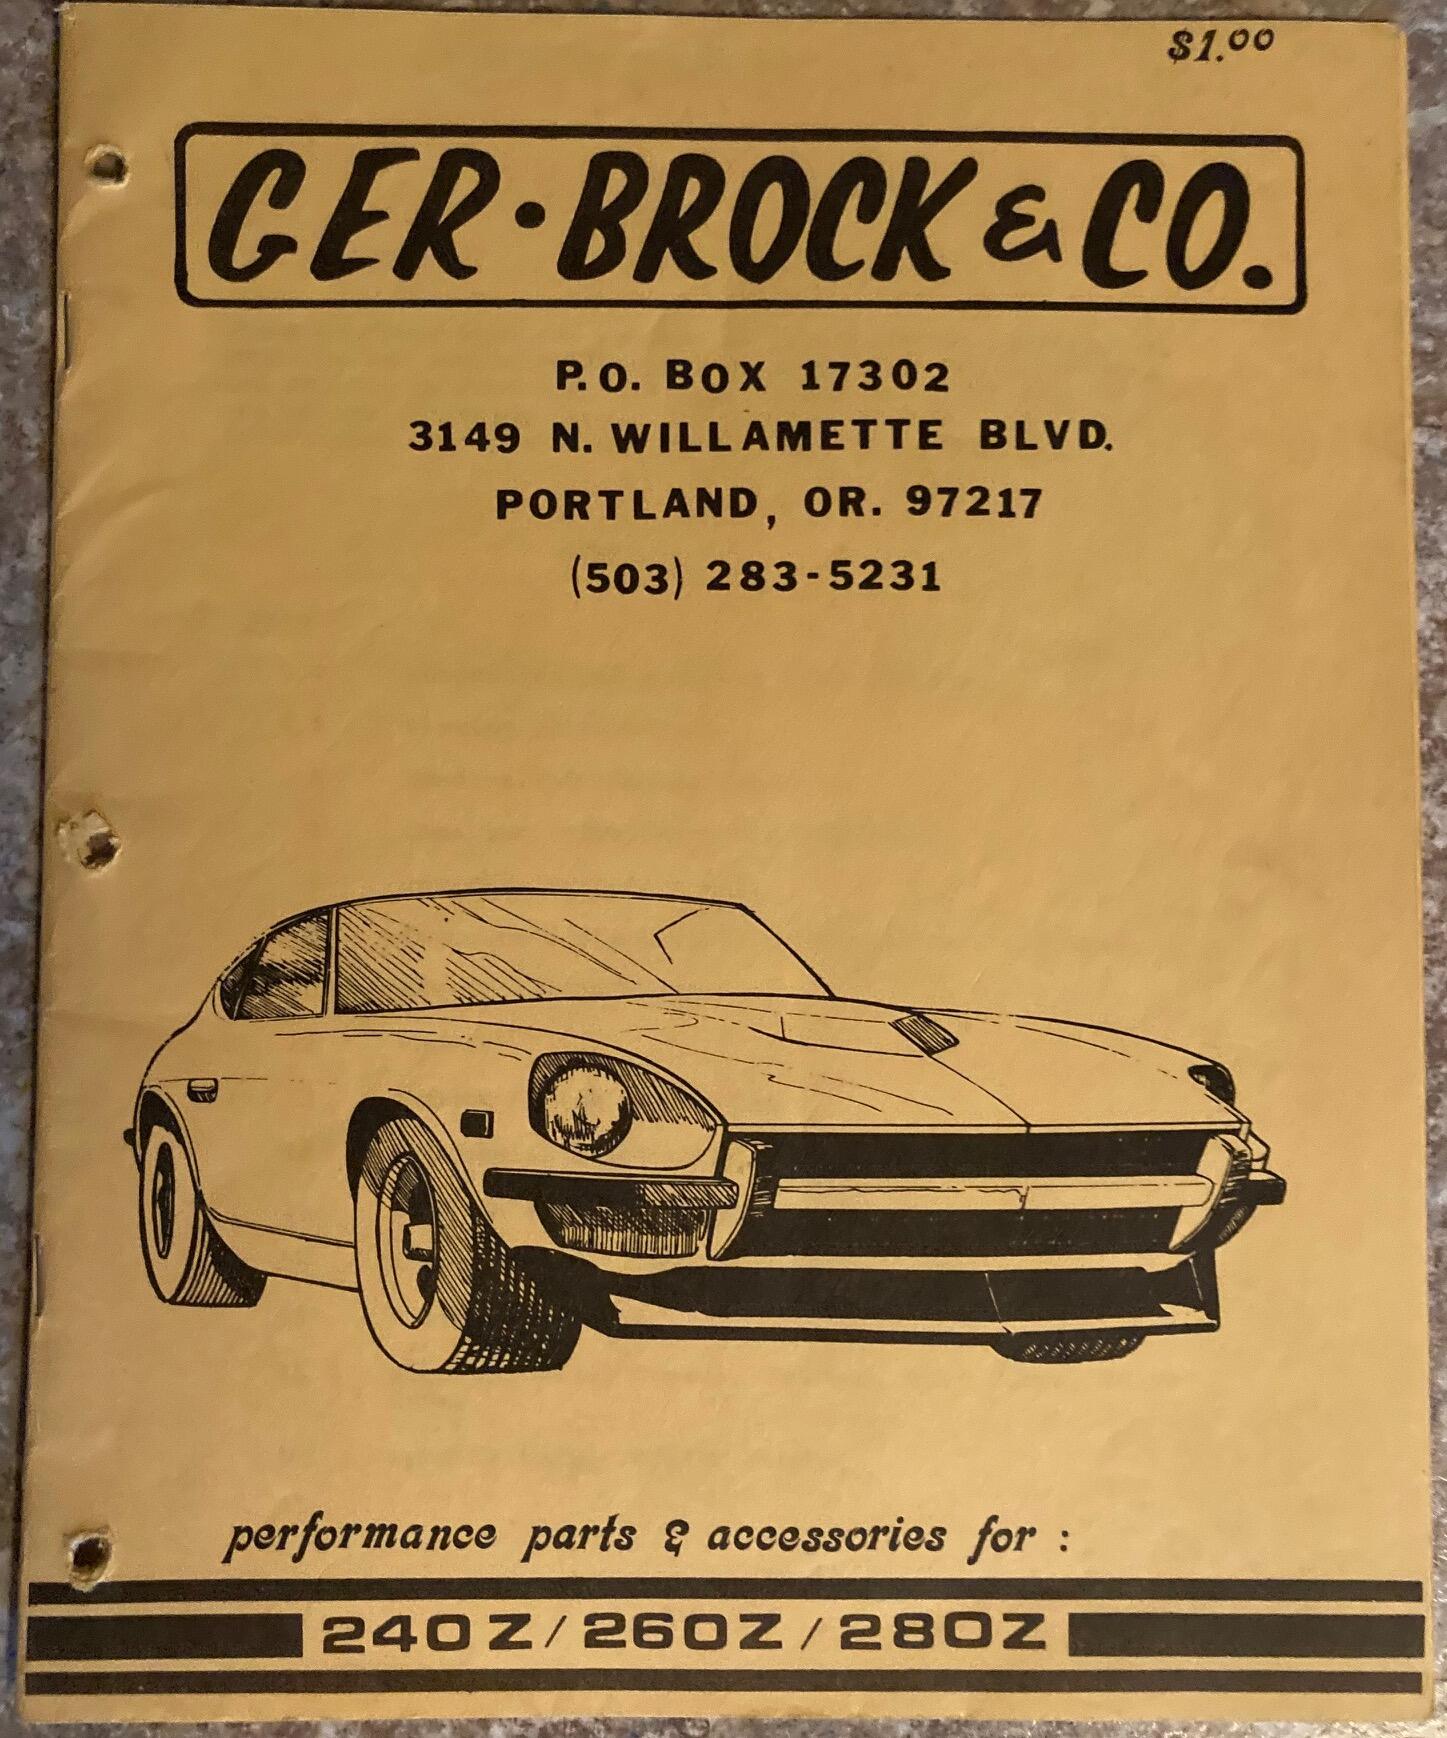 $1.00
GER·BROCK & CO.
P.O. BOX 17302
3149 N. WILLAMETTE BLVD.
PORTLAND, OR. 97217
(503) 283-5231
performance parts & accessories for :
240Z/260Z/280Z